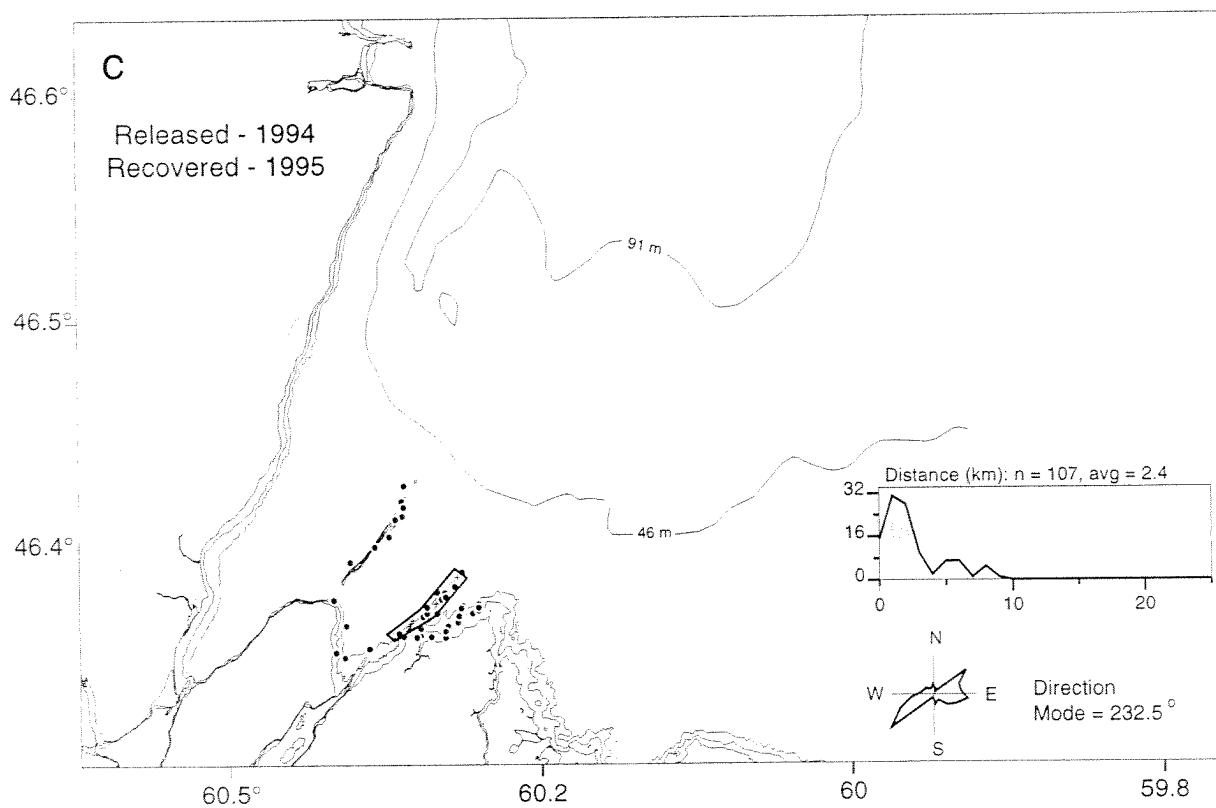 C
46.6°
Released - 1994
Recovered - 1995
91 m
46.5°
Distance (km): n = 107, avg = 2.4
32
46 m
16
46.4°
0
0 10 20
N
W E
Direction
Mode = 232.5°
S
60.5° 60.2 60 59.8